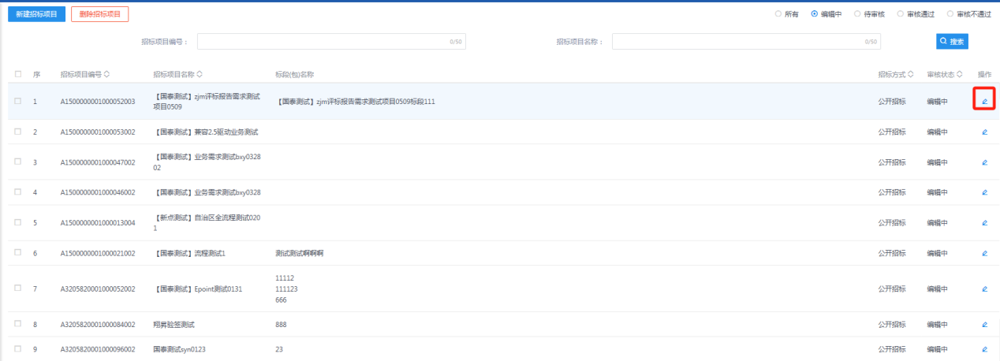 新建招标项目 删除招标项目 所有 编辑中 待审核 审核通过 审核不通过
招标项目编号： 0/50 招标项目名称： 0/50 搜索
序 招标项目编号 招标项目名称 标段(包)名称 招标方式 审核状态 操作
1 A1500000001000052003 【国泰测试】zjm评标报告需求测试 【国泰测试】zjm评标报告需求测试项目0509标段111 公开招标 编辑中
项目0509
2 A1500000001000053002 【国泰测试】兼容2.5驱动业务测试 公开招标 编辑中
3 A1500000001000047002 【国泰测试】业务需求测试bxy0328 公开招标 编辑中
02
4 A1500000001000046002 【国泰测试】业务需求测试bxy0328 公开招标 编辑中
5 A1500000001000013004 【新点测试】自治区全流程测试020 公开招标 编辑中
1
6 A1500000001000021002 【国泰测试】流程测试1 测试测试啊啊啊 公开招标 编辑中
11112
7 A3205820001000052002 【国泰测试】Epoint测试0131 111123 公开招标 编辑中
666
8 A3205820001000084002 翔昇验签测试 888 公开招标 编辑中
9 A3205820001000096002 国泰测试syn0123 23 公开招标 编辑中